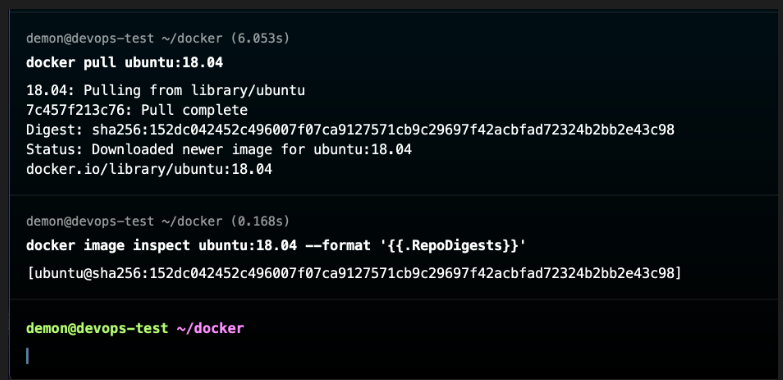 demon@devops-test ~/docker (6.053s)
docker pull ubuntu:18.04
18.04: Pulling from library/ubuntu
7c457f213c76: Pull complete
Digest: sha256:152dc042452c496007f07ca9127571cb9c29697f42acbfad72324b2bb2e43c98
Status: Downloaded newer image for ubuntu:18.04
docker.io/library/ubuntu:18.04
demon@devops-test ~/docker (0.168s)
docker image inspect ubuntu:18.04 --format '{{.RepoDigests}}'
[ubuntu@sha256:152dc042452c496007f07ca9127571cb9c29697f42acbfad72324b2bb2e43c98]
demon@devops-test ~/docker